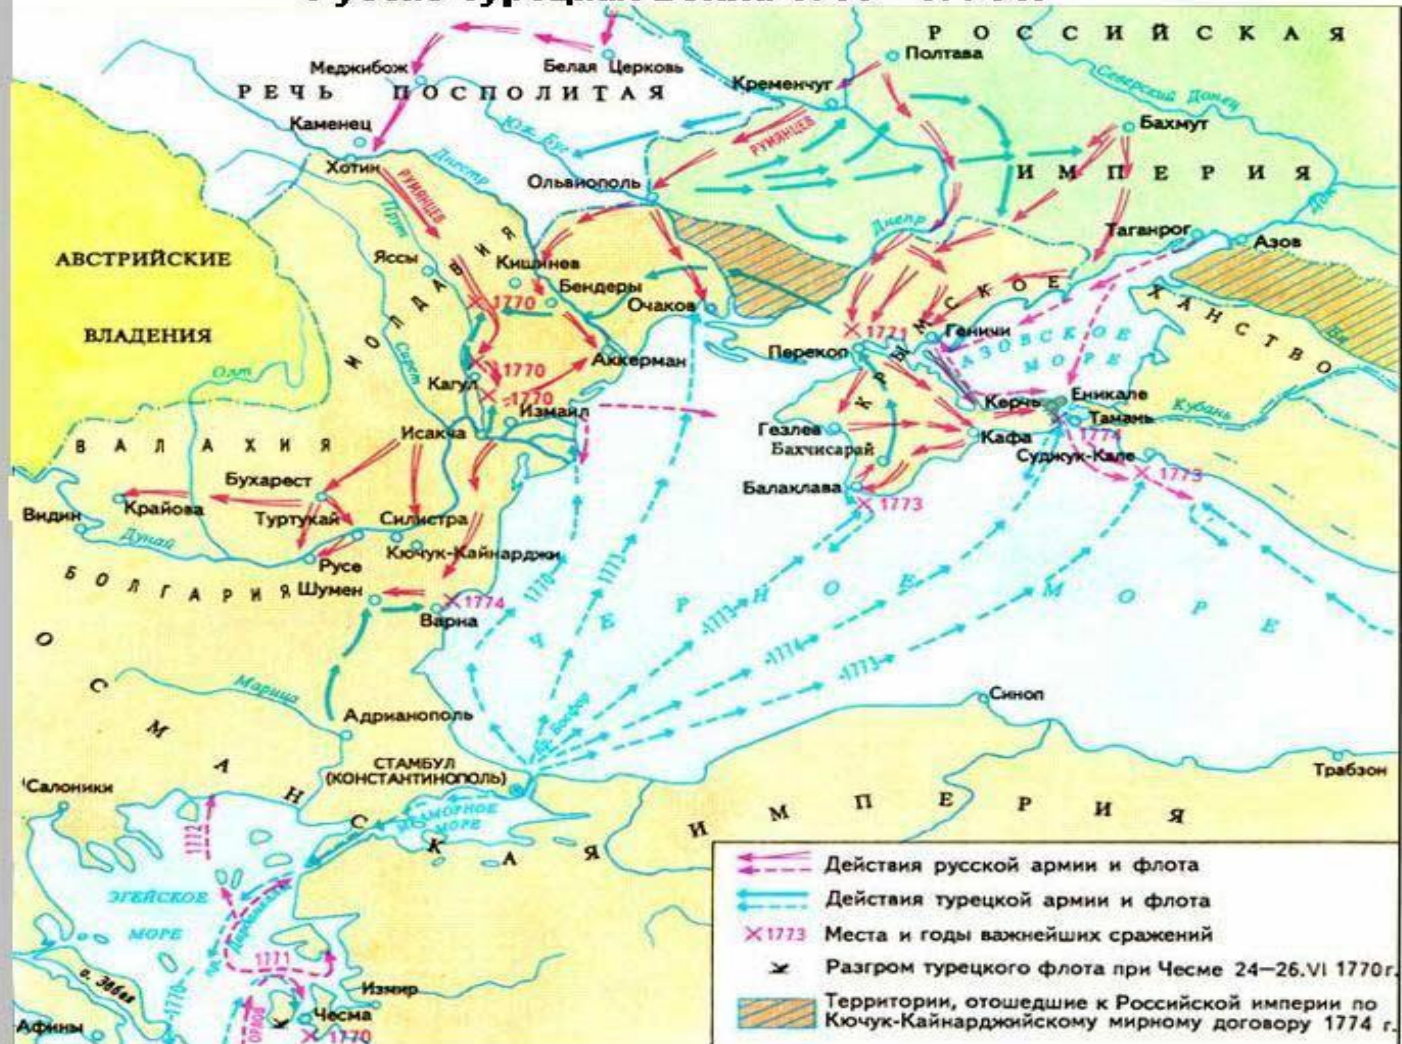 РОССИЙСКАЯ
Полтава
Меджибож
Белая Церковь
Северский Донец
Кременчуг
РЕЧЬ ПОСПОЛИТАЯ
Каменец
Юж. Буг
РУМЯНЦЕВ
Бахмут
Хотин
Днестр
ИМПЕРИЯ
Ольвиополь
РУМЯНЦЕВ
Прут
Дон
Днепр
Таганрог
Азов
АВСТРИЙСКИЕ
ВЛАДЕНИЯ
Яссы
МОЛДАВИЯ
Кишинев
Бендеры
Очаков
КРЫМСКОЕ
ХАНСТВО
1770
1771
Геничи
АЗОВСКОЕ
МОРЕ
Перекоп
Аккерман
Сирет
Олт
1770
Кагул
1770
Измаил
Керчь
Еникале
Тамань
Кубань
1774
Гезлев
Бахчисарай
Кафа
Суджук-Кале
1773
Исакча
ВАЛАХИЯ
Бухарест
Балаклава
1773
Крайова
Видин
Туртукай
Силистра
Дунай
Кючук-Кайнарджи
Русе
БОЛГАРИЯ
Шумен
1774
Варна
1770
1773
1773
1774
1773
ЧЕРНОЕ МОРЕ
Марица
Адрианополь
Босфор
Синоп
Трабзон
СТАМБУЛ
(КОНСТАНТИНОПОЛЬ)
Салоники
МРАМОРНОЕ
МОРЕ
ОСМАНСКАЯ ИМПЕРИЯ
1772
ЭГЕЙСКОЕ
МОРЕ
1771
о. Эвбея
1770
Измир
Чесма
1770
Афины
Действия русской армии и флота
Действия турецкой армии и флота
1773 Места и годы важнейших сражений
Разгром турецкого флота при Чесме 24—26.VI 1770г.
Территории, отошедшие к Российской империи по
Кючук-Кайнарджийскому мирному договору 1774 г.